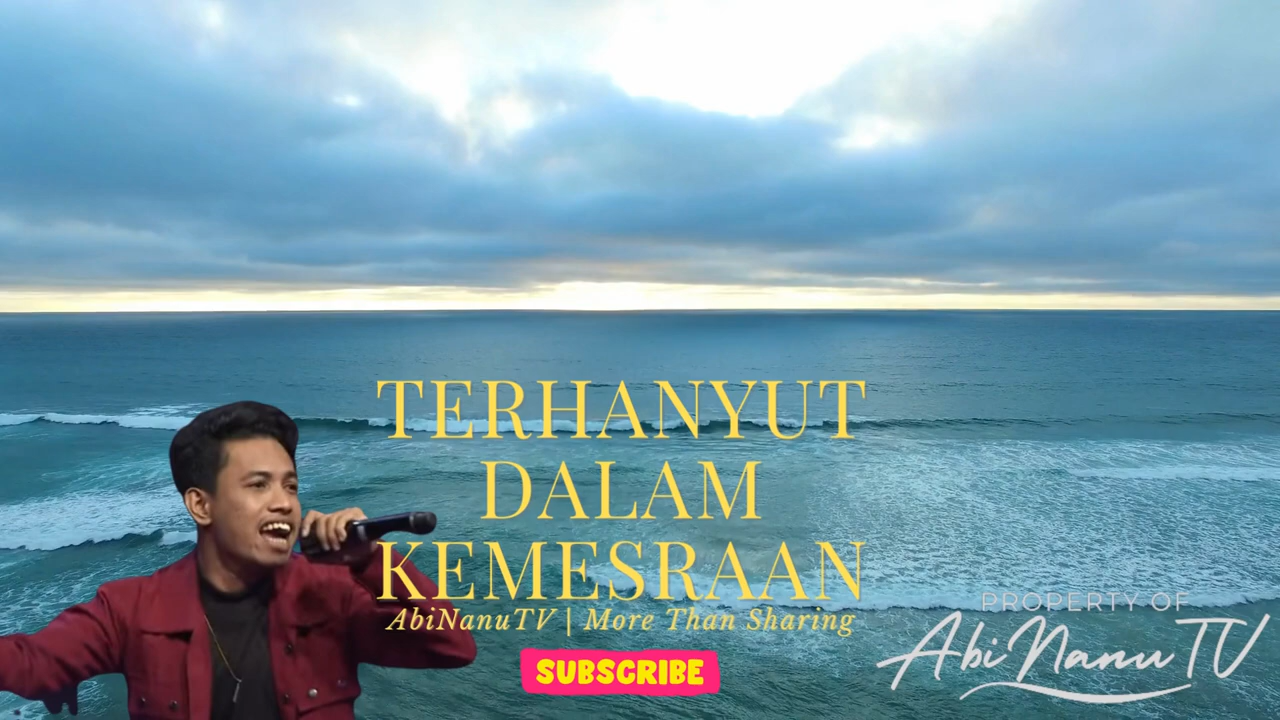 TERHANYUT
DALAM
KEMESRAAN
AbiNanuTV | More Than Sharing
SUBSCRIBE
PROPERTY OF
AbiNanuTV